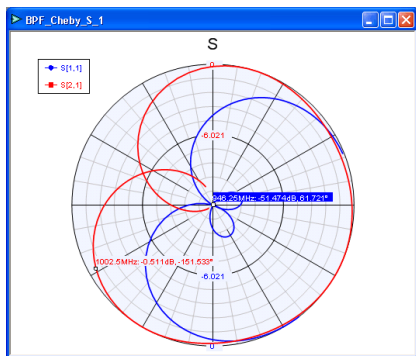 BPF_Cheby_S_1
S
S[1,1]
S[2,1]
0
-6.021
946.25MHz: -51.474dB, 61.721°
1002.5MHz: -0.511dB, -151.533°
-6.021
0